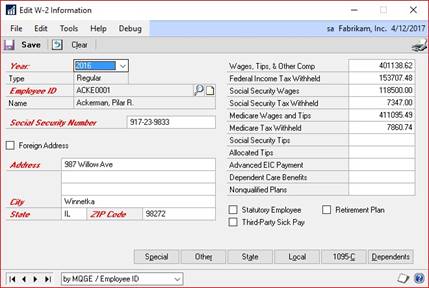 Edit W-2 Information
File Edit Tools Help Debug
sa Fabrikam, Inc. 4/12/2017
Save Clear
Year: 2016
Type Regular
Employee ID ACKE0001
Name Ackerman, Pilar R.
Social Security Number 917-23-9833
Foreign Address
Address 987 Willow Ave
City Winnetka
State IL ZIP Code 98272
Wages, Tips, & Other Comp 401138.62
Federal Income Tax Withheld 153707.48
Social Security Wages 118500.00
Social Security Tax Withheld 7347.00
Medicare Wages and Tips 411095.49
Medicare Tax Withheld 7860.74
Social Security Tips
Allocated Tips
Advanced EIC Payment
Dependent Care Benefits
Nonqualified Plans
Statutory Employee Retirement Plan
Third-Party Sick Pay
Special Other State Local 1095-C Dependents
by MQGE / Employee ID